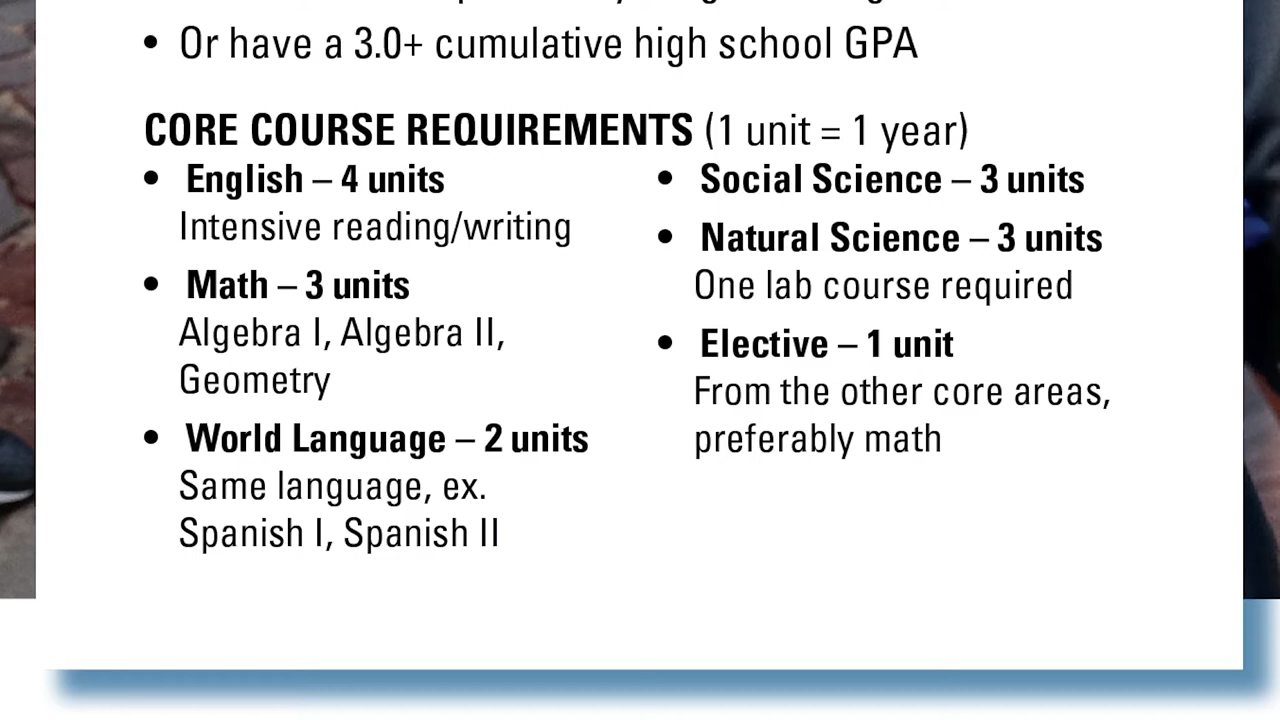 • Or have a 3.0+ cumulative high school GPA
CORE COURSE REQUIREMENTS (1 unit = 1 year)
• English – 4 units
Intensive reading/writing
• Math – 3 units
Algebra I, Algebra II,
Geometry
• World Language – 2 units
Same language, ex.
Spanish I, Spanish II
• Social Science – 3 units
• Natural Science – 3 units
One lab course required
• Elective – 1 unit
From the other core areas,
preferably math